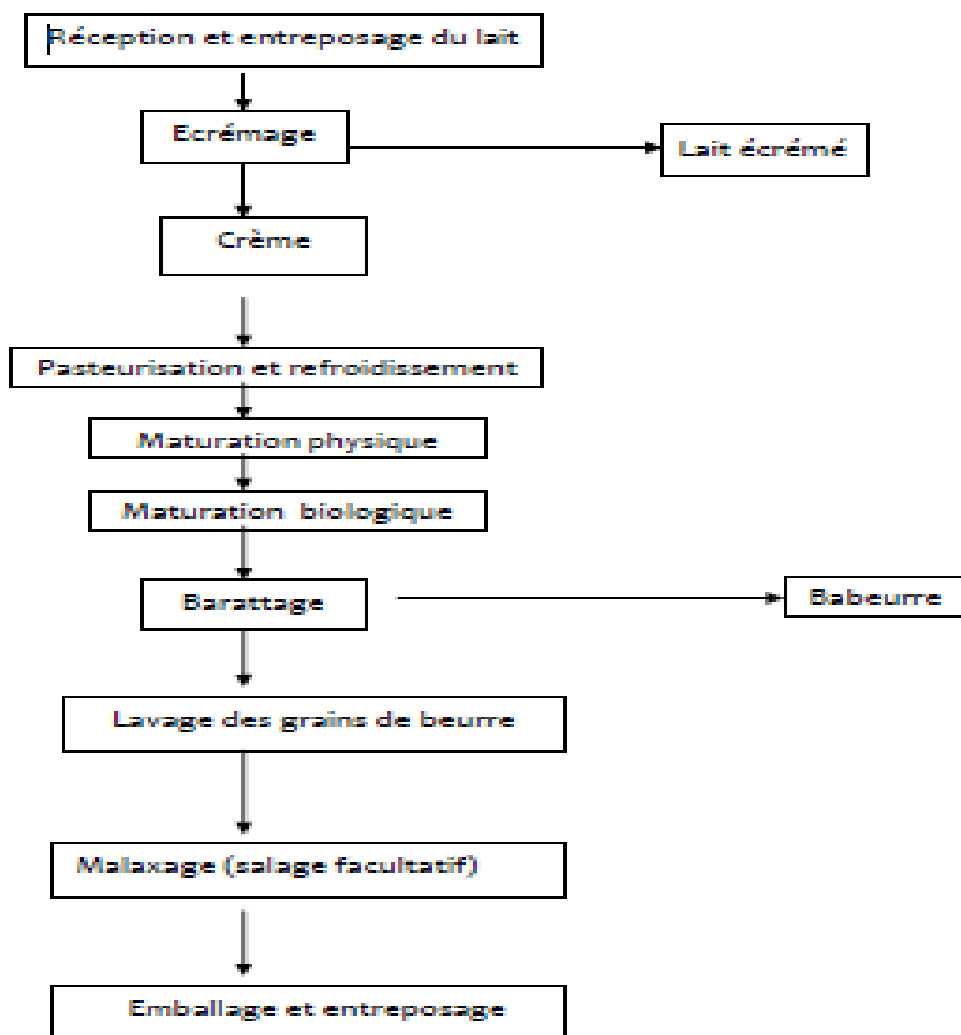 Réception et entreposage du lait
Ecrémage
Lait écrémé
Crème
Pasteurisation et refroidissement
Maturation physique
Maturation biologique
Barattage
Babeurre
Lavage des grains de beurre
Malaxage (salage facultatif)
Emballage et entreposage